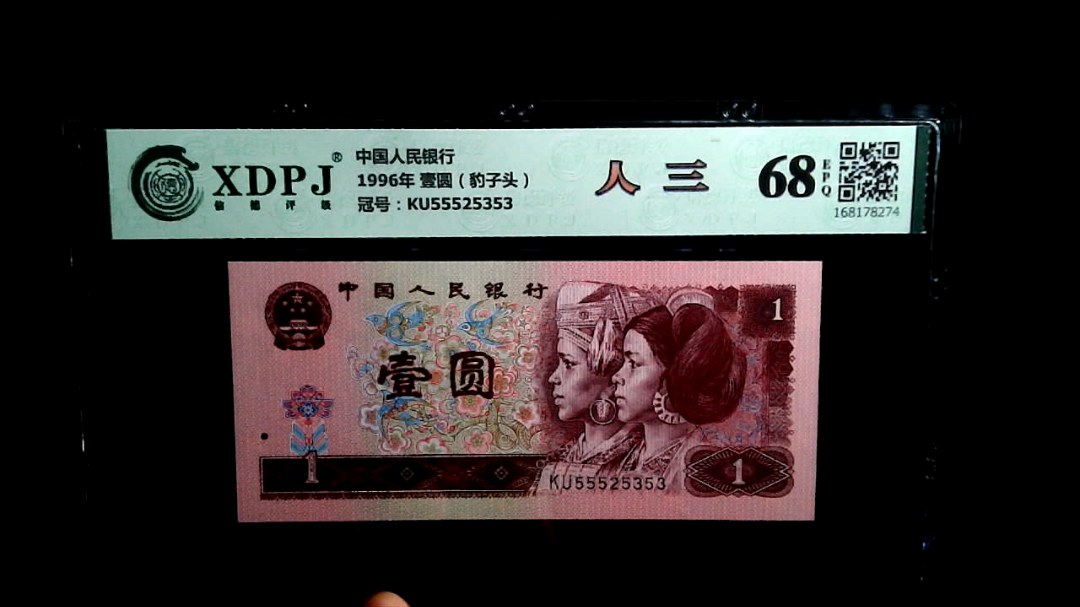 XDPJ®
信德评级
中国人民银行
1996年 壹圆（豹子头）
冠号：KU55525353
人 三
68
EPQ
168178274
中国人民银行
1
壹圆
1
KU55525353
1